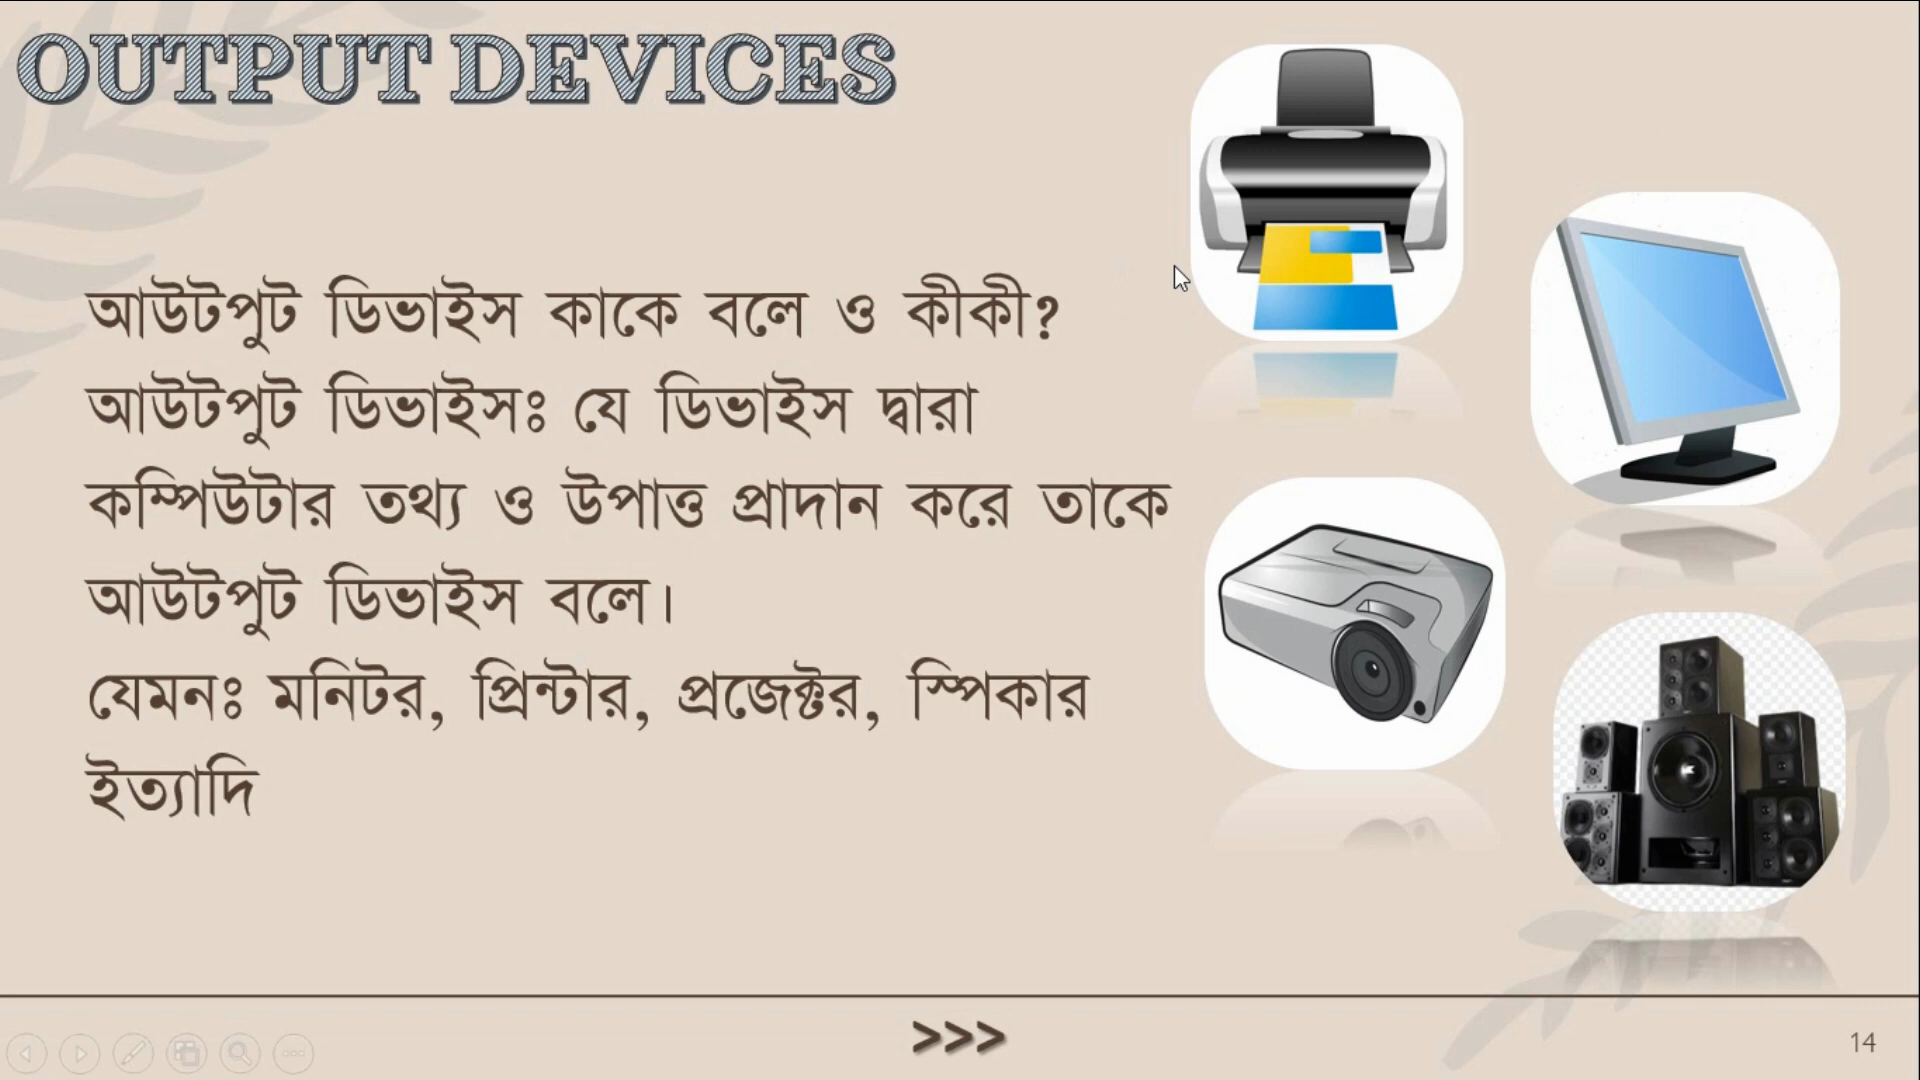 OUTPUT DEVICES
আউটপুট ডিভাইস কাকে বলে ও কীকী?
আউটপুট ডিভাইসঃ যে ডিভাইস দ্বারা
কম্পিউটার তথ্য ও উপাত্ত প্রাদান করে তাকে
আউটপুট ডিভাইস বলে।
যেমনঃ মনিটর, প্রিন্টার, প্রজেক্টর, স্পিকার
ইত্যাদি
>>>
14